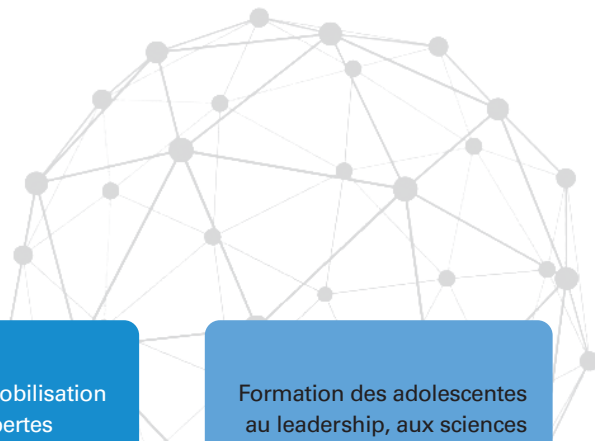 obilisation
pertes
Formation des adolescentes
au leadership, aux sciences